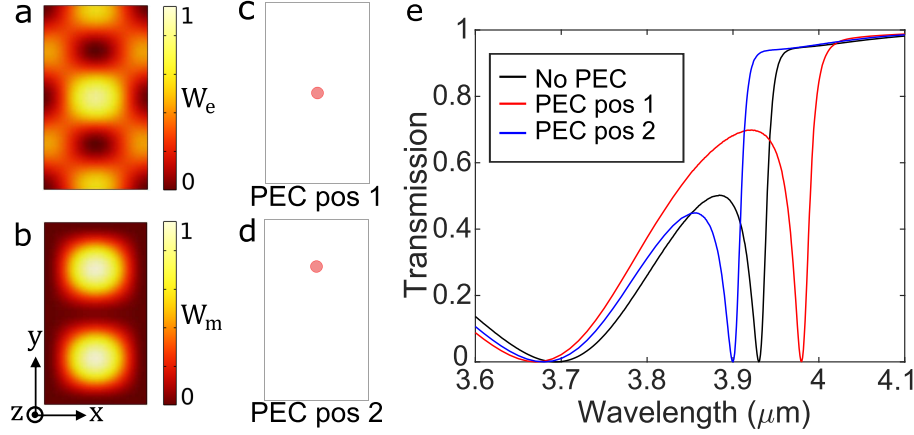 a
1
W_e
0
b
1
W_m
0
y
z
x
c
PEC pos 1
d
PEC pos 2
e
1
0.8
0.6
0.4
0.2
0
Transmission
No PEC
PEC pos 1
PEC pos 2
3.6 3.7 3.8 3.9 4 4.1
Wavelength (μm)